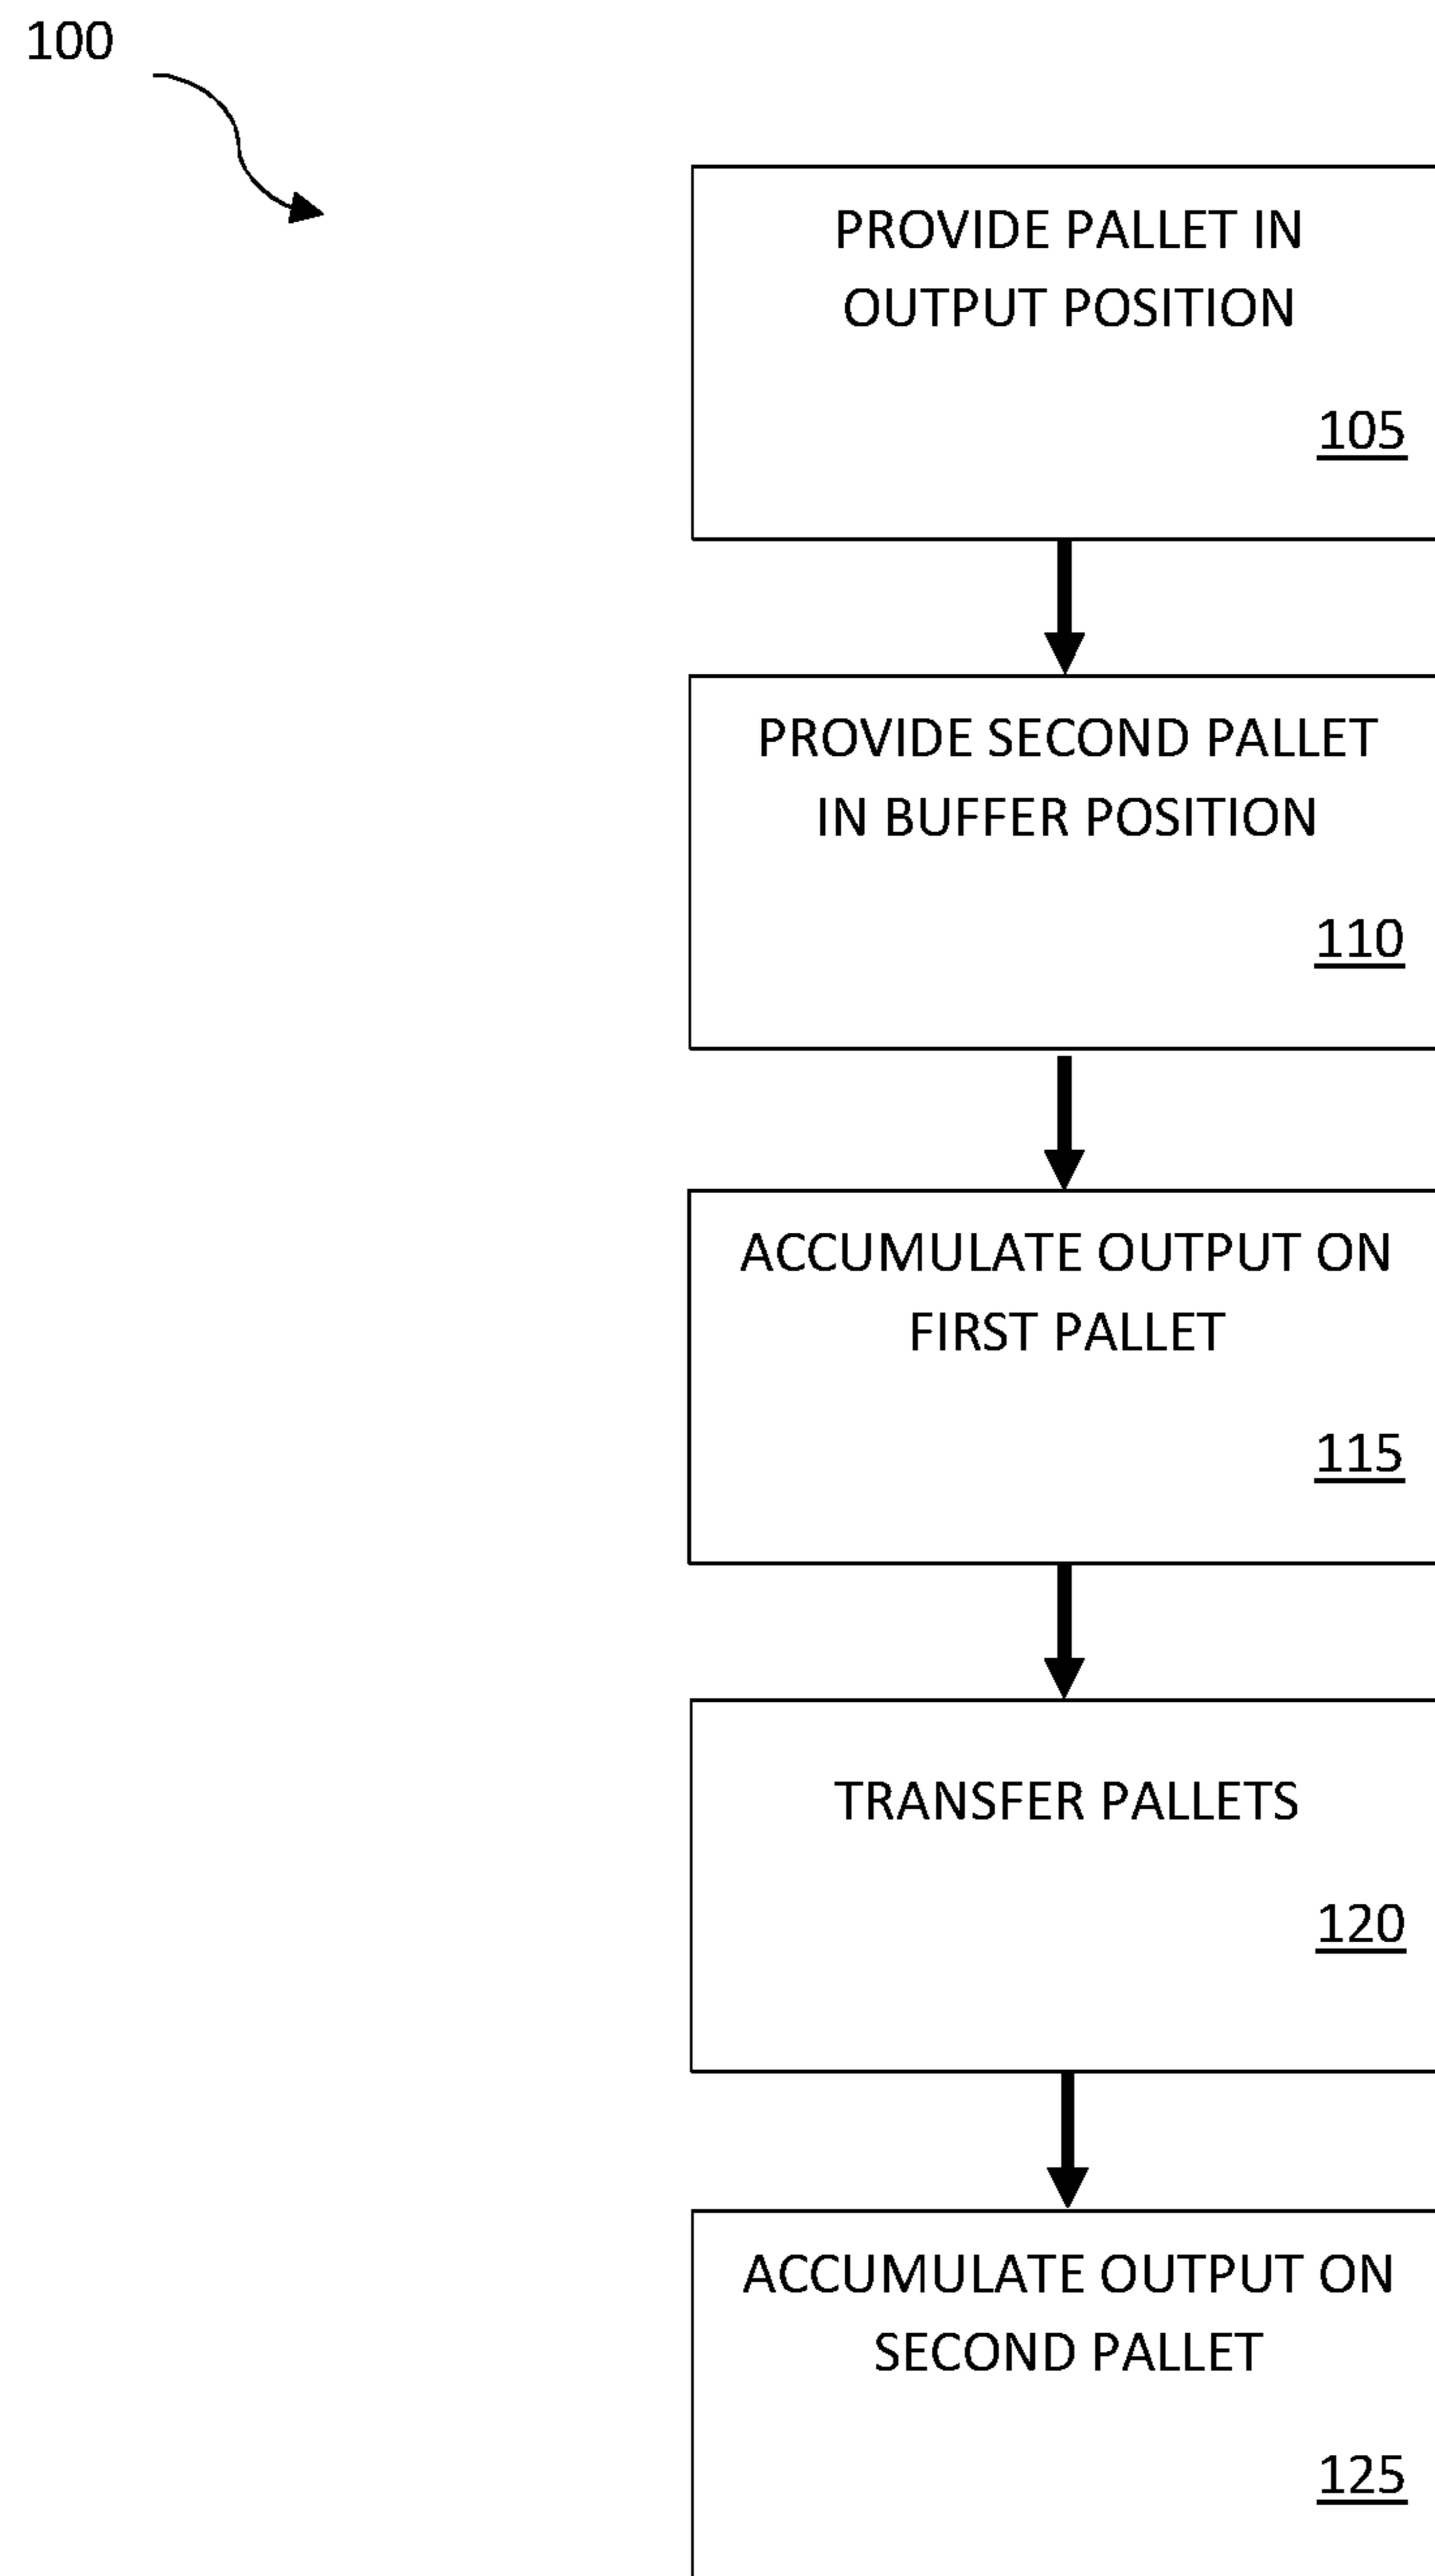 100
PROVIDE PALLET IN
OUTPUT POSITION
105
PROVIDE SECOND PALLET
IN BUFFER POSITION
110
ACCUMULATE OUTPUT ON
FIRST PALLET
115
TRANSFER PALLETS
120
ACCUMULATE OUTPUT ON
SECOND PALLET
125